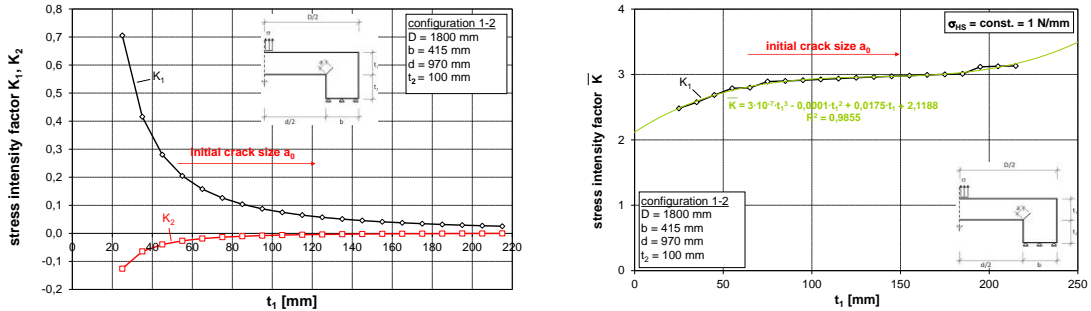 stress intensity factor K1, K2
0,8
0,7
0,6
0,5
0,4
0,3
0,2
0,1
0,0
-0,1
-0,2
0
20
40
60
80
100
120
140
160
180
200
220
t1 [mm]
K1
K2
initial crack size a0
D/2
σ
a
d/2
b
configuration 1-2
D = 1800 mm
b = 415 mm
d = 970 mm
t2 = 100 mm
stress intensity factor K̅
4
3
2
1
0
0
50
100
150
200
250
t1 [mm]
σHS = const. = 1 N/mm
initial crack size a0
K1
K̅ = 3·10⁻⁷·t1³ - 0,0001·t1² + 0,0175·t1 + 2,1188
R² = 0,9855
configuration 1-2
D = 1800 mm
b = 415 mm
d = 970 mm
t2 = 100 mm
D/2
σ
a
d/2
b